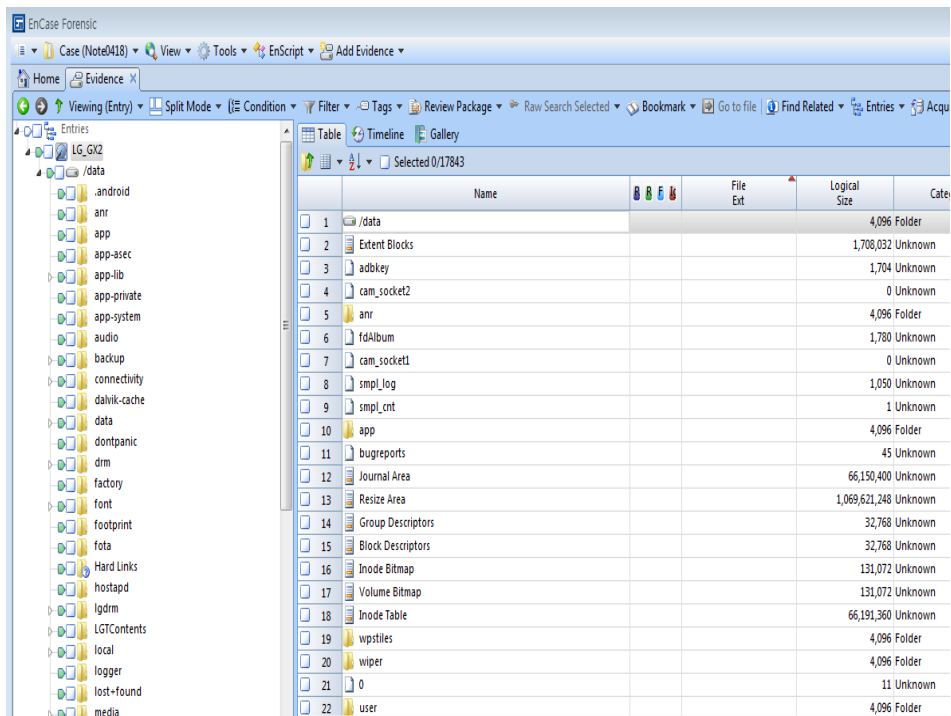 EnCase Forensic
Case (Note0418) View Tools EnScript Add Evidence
Home Evidence X
Viewing (Entry) Split Mode Condition Filter Tags Review Package Raw Search Selected Bookmark Go to file Find Related Entries Acqu
Entries
LG_GX2
/data
.android
anr
app
app-asec
app-lib
app-private
app-system
audio
backup
connectivity
dalvik-cache
data
dontpanic
drm
factory
font
footprint
fota
Hard Links
hostapd
lgdrm
LGTContents
local
logger
lost+found
media
Table Timeline Gallery
Selected 0/17843
Name File Ext Logical Size Cate
1 /data 4,096 Folder
2 Extent Blocks 1,708,032 Unknown
3 adbkey 1,704 Unknown
4 cam_socket2 0 Unknown
5 anr 4,096 Folder
6 fdAlbum 1,780 Unknown
7 cam_socket1 0 Unknown
8 smpl_log 1,050 Unknown
9 smpl_cnt 1 Unknown
10 app 4,096 Folder
11 bugreports 45 Unknown
12 Journal Area 66,150,400 Unknown
13 Resize Area 1,069,621,248 Unknown
14 Group Descriptors 32,768 Unknown
15 Block Descriptors 32,768 Unknown
16 Inode Bitmap 131,072 Unknown
17 Volume Bitmap 131,072 Unknown
18 Inode Table 66,191,360 Unknown
19 wpstiles 4,096 Folder
20 wiper 4,096 Folder
21 0 11 Unknown
22 user 4,096 Folder